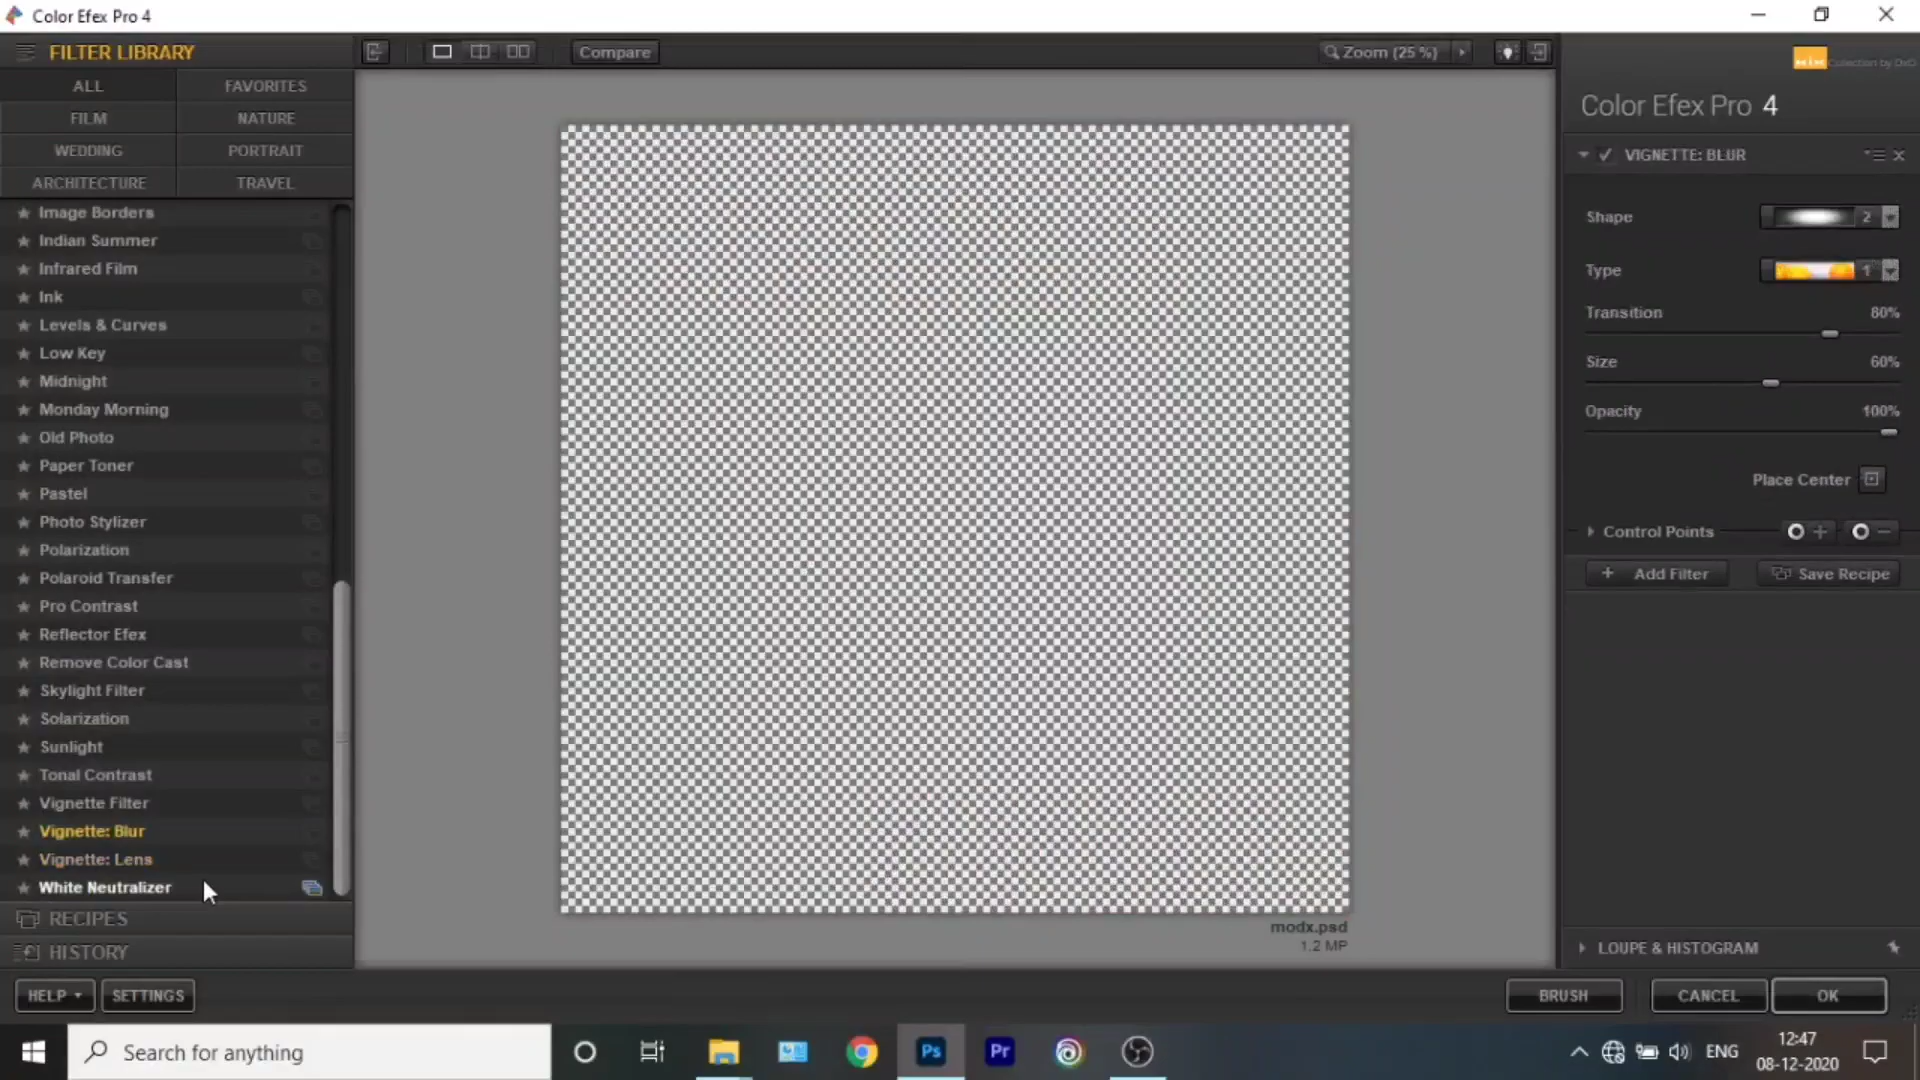 Color Efex Pro 4
FILTER LIBRARY
Compare
Zoom (25 %)
Collection by DxO
ALL
FAVORITES
FILM
NATURE
WEDDING
PORTRAIT
ARCHITECTURE
TRAVEL
Image Borders
Indian Summer
Infrared Film
Ink
Levels & Curves
Low Key
Midnight
Monday Morning
Old Photo
Paper Toner
Pastel
Photo Stylizer
Polarization
Polaroid Transfer
Pro Contrast
Reflector Efex
Remove Color Cast
Skylight Filter
Solarization
Sunlight
Tonal Contrast
Vignette Filter
Vignette: Blur
Vignette: Lens
White Neutralizer
RECIPES
HISTORY
HELP
SETTINGS
modx.psd
1.2 MP
Color Efex Pro 4
VIGNETTE: BLUR
Shape 2
Type 1
Transition 80%
Size 60%
Opacity 100%
Place Center
Control Points
+ Add Filter
Save Recipe
LOUPE & HISTOGRAM
BRUSH
CANCEL
OK
Search for anything
Ps
Pr
ENG
12:47
08-12-2020